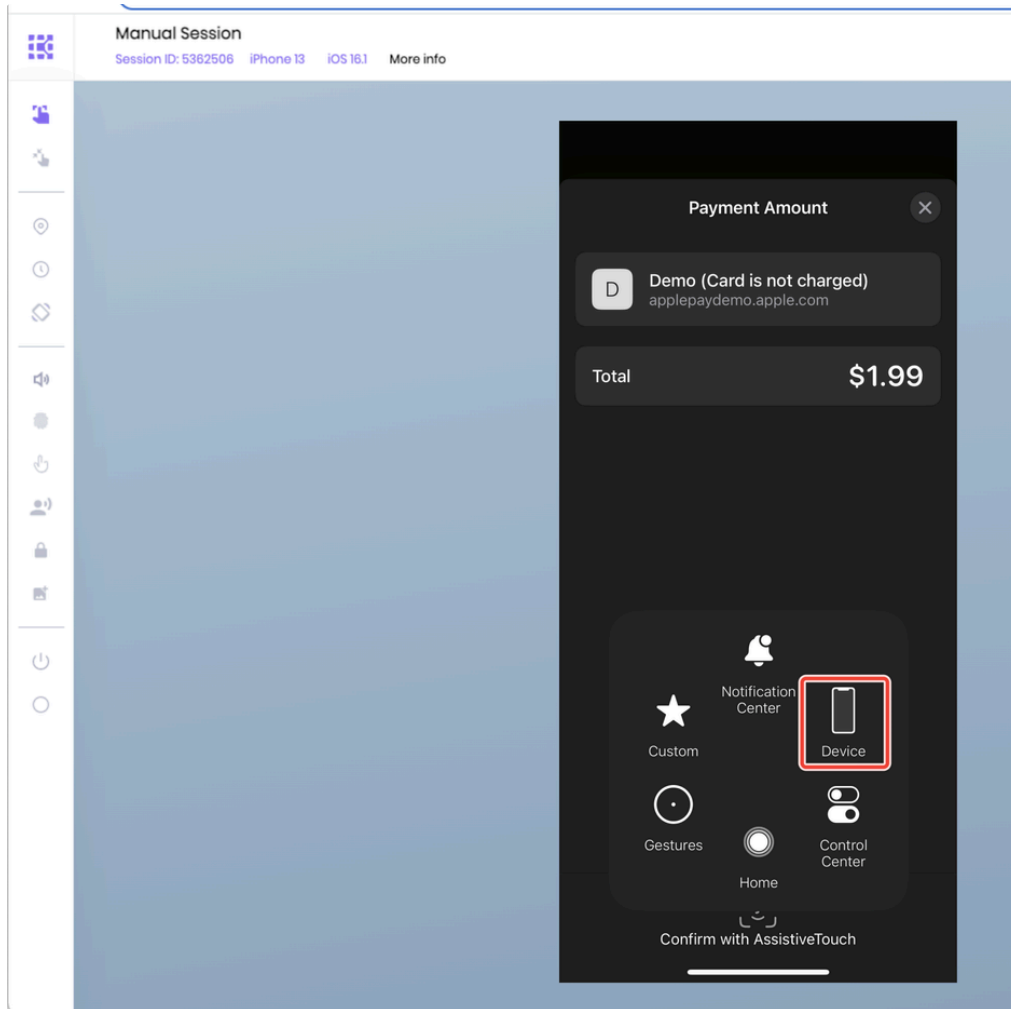 Manual Session
Session ID: 5362506 iPhone 13 iOS 16.1 More info
Payment Amount
D
Demo (Card is not charged)
applepaydemo.apple.com
Total $1.99
Notification
Center
Custom
Device
Gestures
Control
Center
Home
Confirm with AssistiveTouch